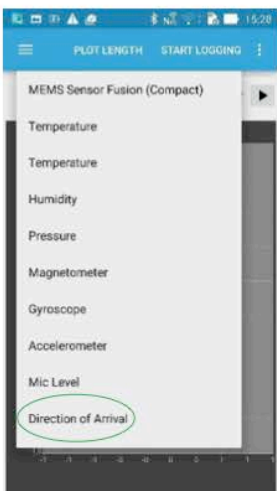 15:28
PLOT LENGTH START LOGGING
MEMS Sensor Fusion (Compact)
Temperature
Temperature
Humidity
Pressure
Magnetometer
Gyroscope
Accelerometer
Mic Level
Direction of Arrival